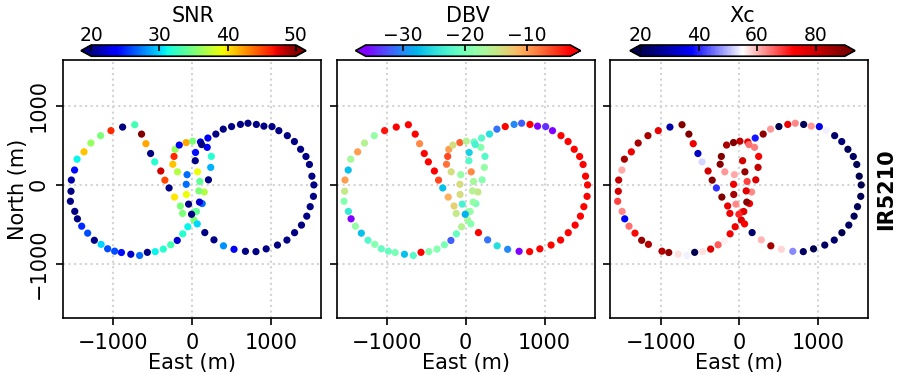 SNR
20 30 40 50
DBV
−30 −20 −10
Xc
20 40 60 80
North (m)
1000
0
−1000
−1000 0 1000
East (m)
−1000 0 1000
East (m)
−1000 0 1000
East (m)
IR5210